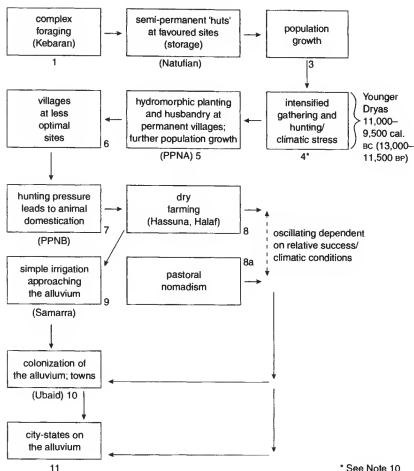 complex
foraging
(Kebaran)
1
semi-permanent 'huts'
at favoured sites
(storage)
(Natufian)
2
population
growth
3
intensified
gathering and
hunting/
climatic stress
4*
Younger
Dryas
11,000–
9,500 cal.
BC (13,000–
11,500 BP)
hydromorphic planting
and husbandry at
permanent villages;
further population growth
(PPNA) 5
villages
at less
optimal
sites
6
hunting pressure
leads to animal
domestication
7
(PPNB)
dry
farming
(Hassuna, Halaf)
8
oscillating dependent
on relative success/
climatic conditions
8a
pastoral
nomadism
simple irrigation
approaching
the alluvium
9
(Samarra)
colonization of
the alluvium; towns
(Ubaid) 10
city-states on
the alluvium
11
* See Note 10